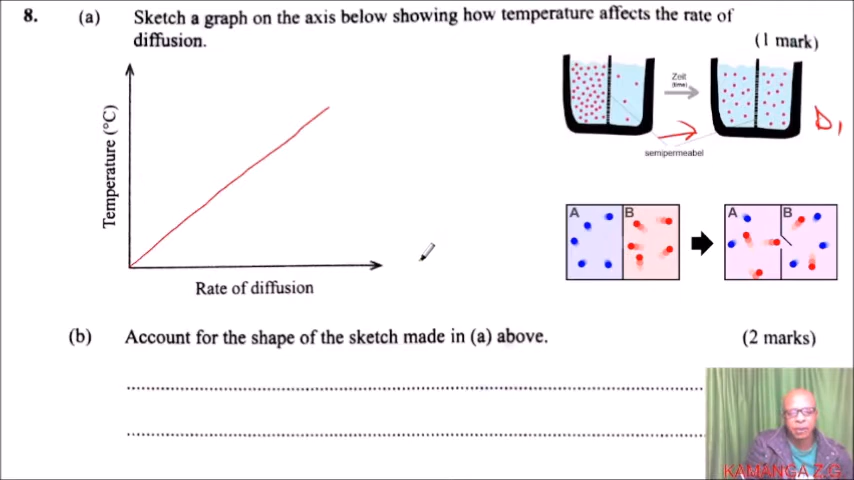 8. (a) Sketch a graph on the axis below showing how temperature affects the rate of
diffusion.
(1 mark)
Temperature (°C)
Rate of diffusion
Zeit
(time)
semipermeabel
D,
A B
A B
(b) Account for the shape of the sketch made in (a) above. (2 marks)
KAMANGA Z.G.